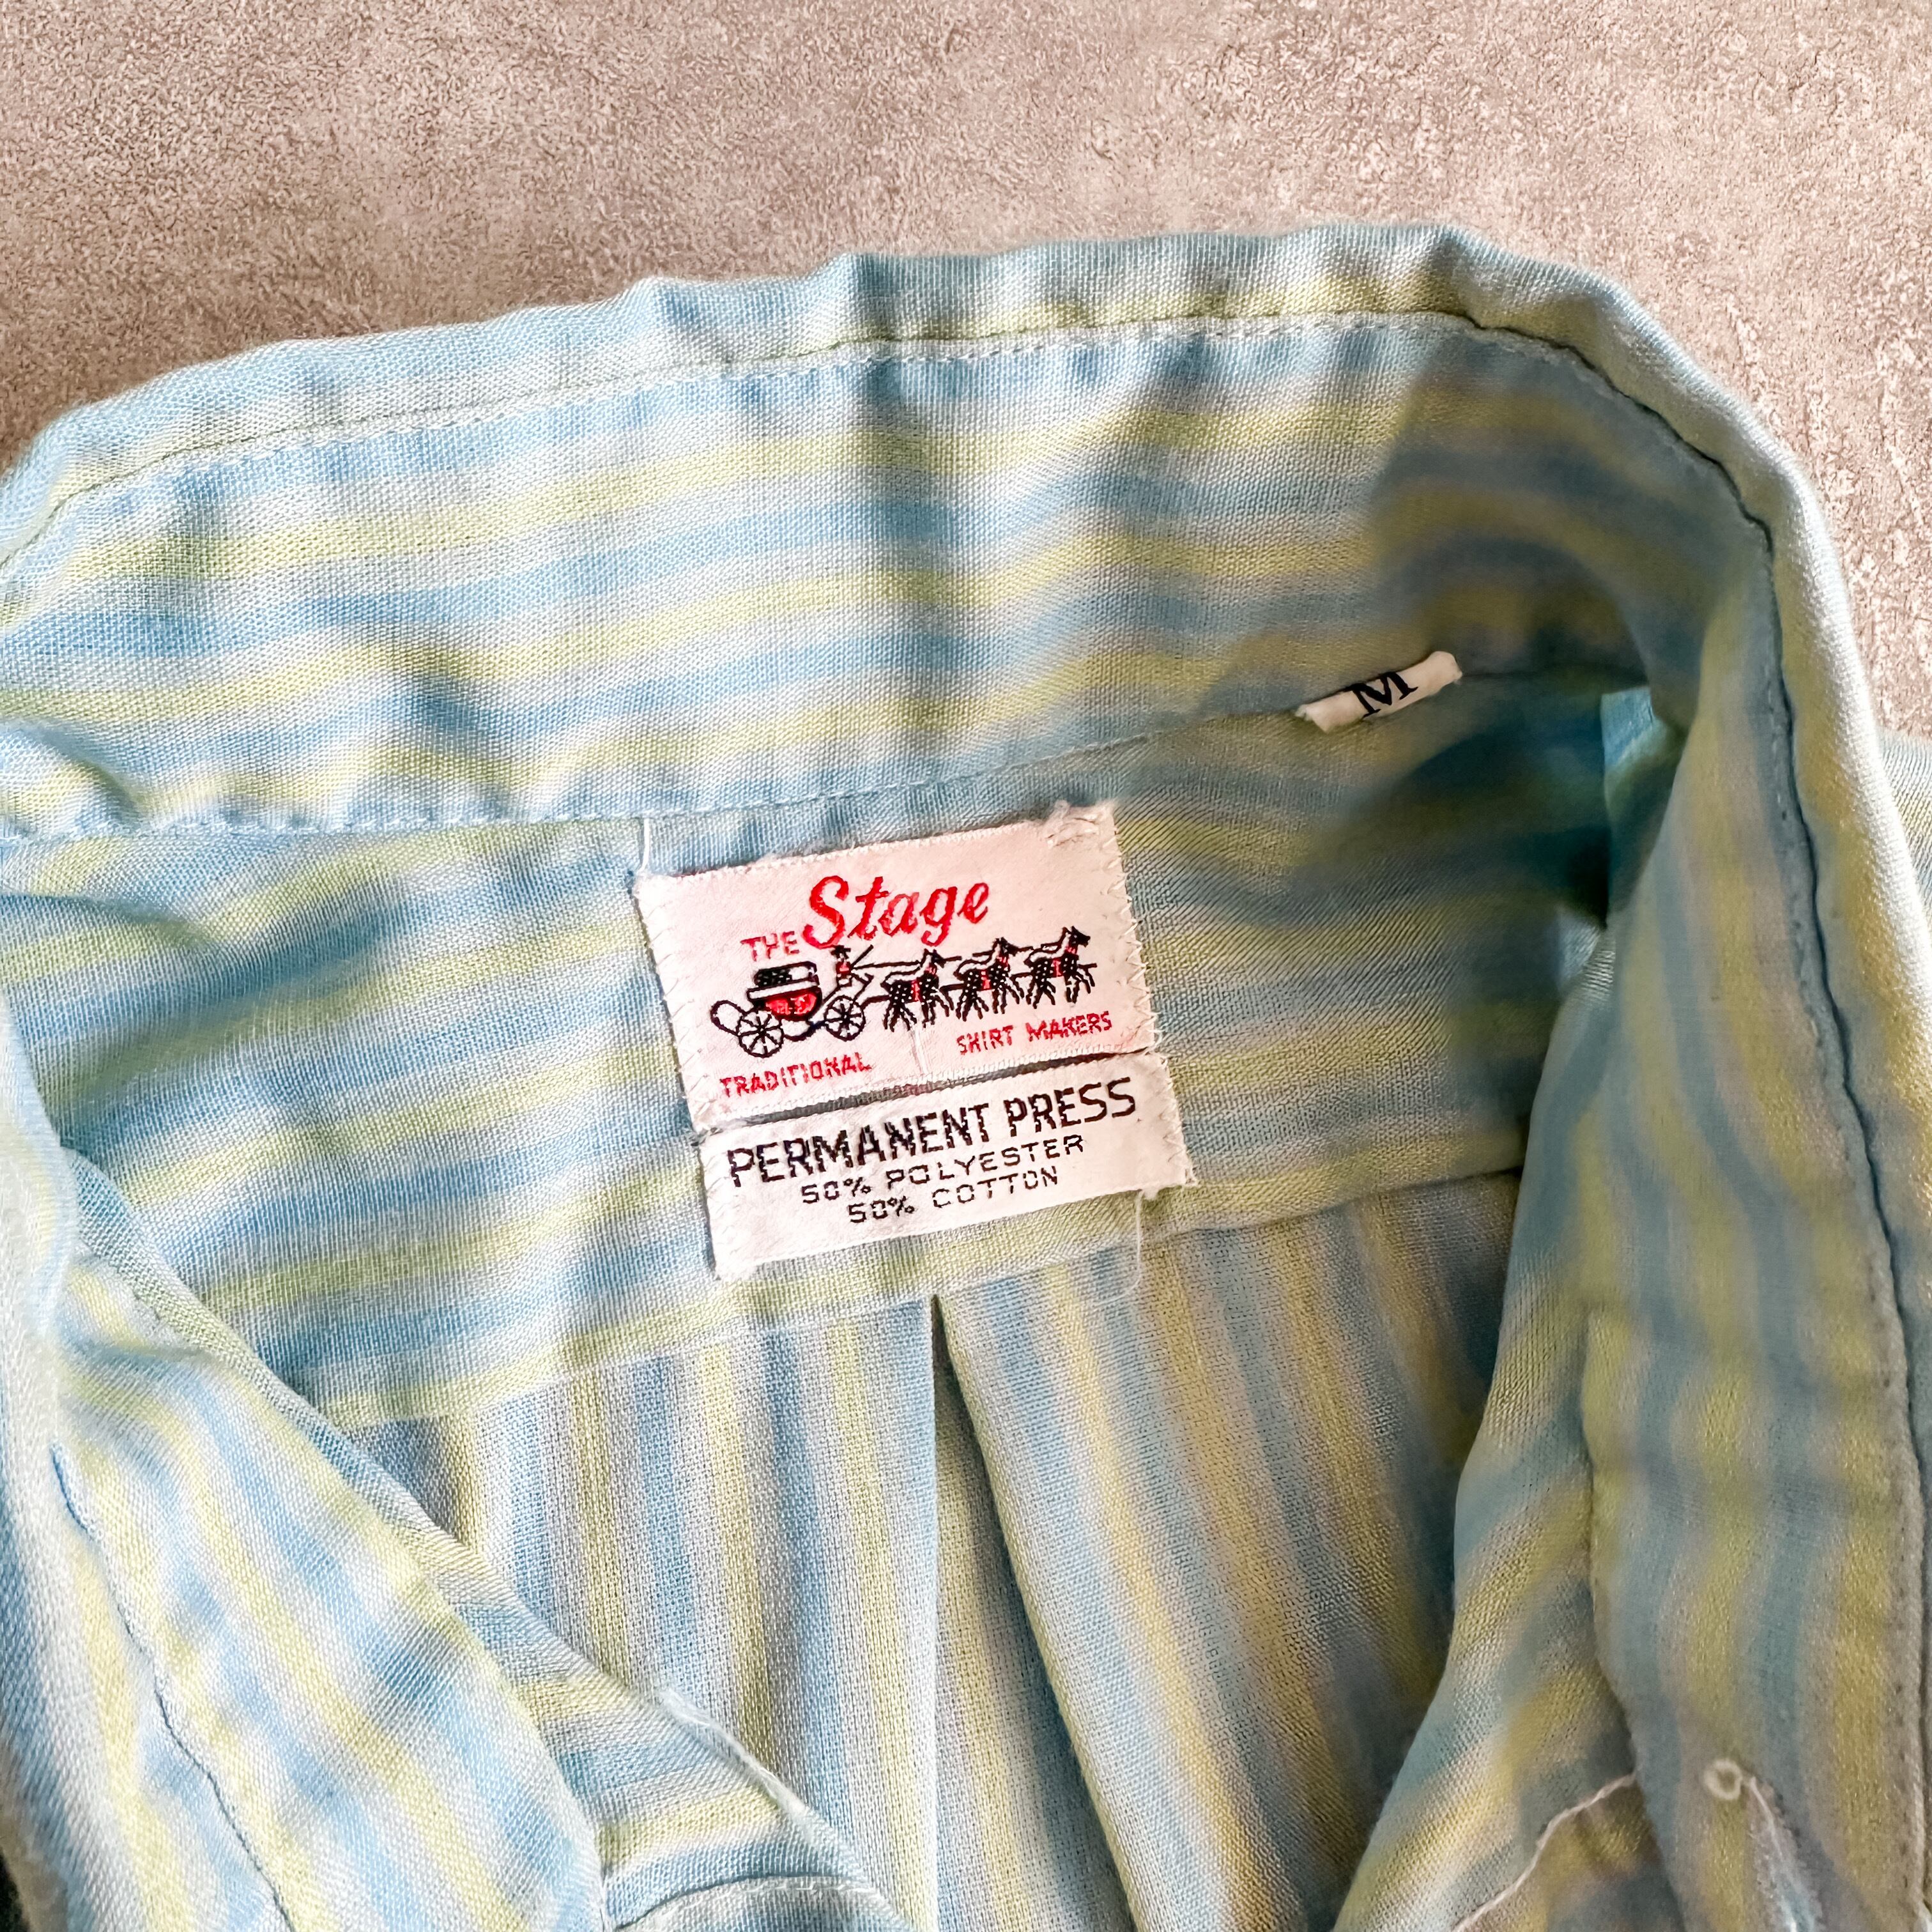 M
THE Stage
TRADITIONAL SHIRT MAKERS
PERMANENT PRESS
50% POLYESTER
50% COTTON